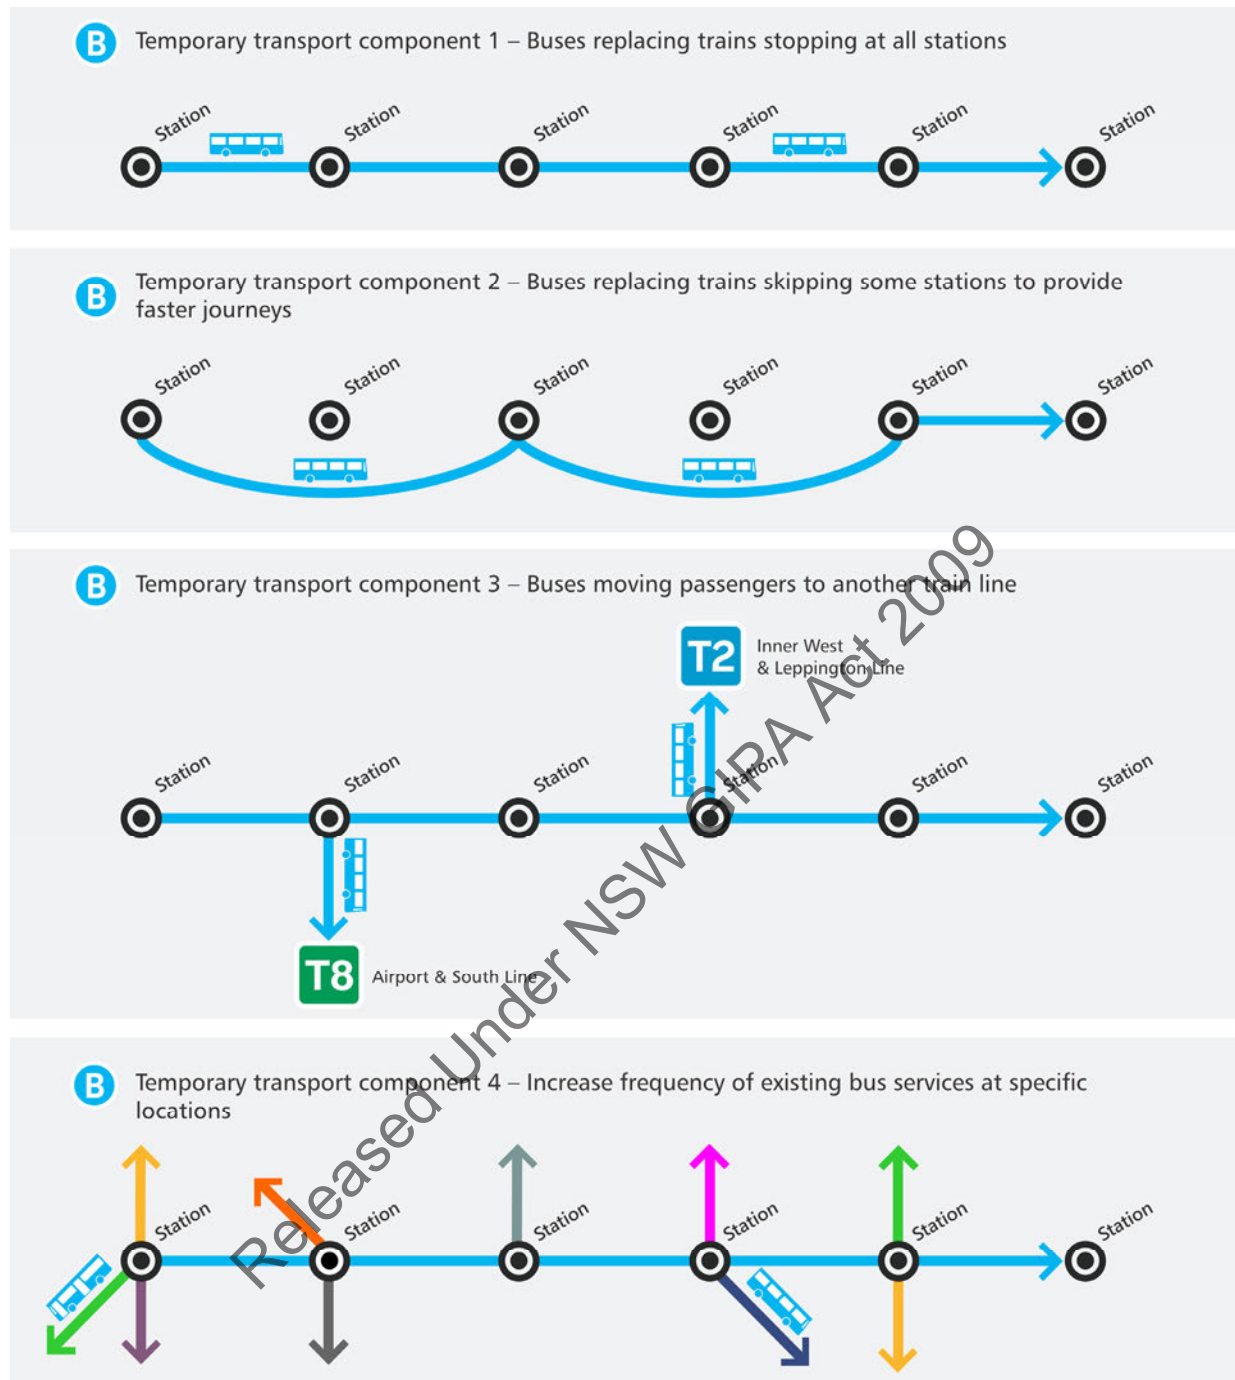 B
Temporary transport component 1 – Buses replacing trains stopping at all stations
Station
Station
Station
Station
Station
Station
B
Temporary transport component 2 – Buses replacing trains skipping some stations to provide
faster journeys
Station
Station
Station
Station
Station
Station
B
Temporary transport component 3 – Buses moving passengers to another train line
T2
Inner West
& Leppington Line
Station
Station
Station
Station
Station
Station
T8
Airport & South Line
B
Temporary transport component 4 – Increase frequency of existing bus services at specific
locations
Station
Station
Station
Station
Station
Station
Released Under NSW GIPA Act 2009